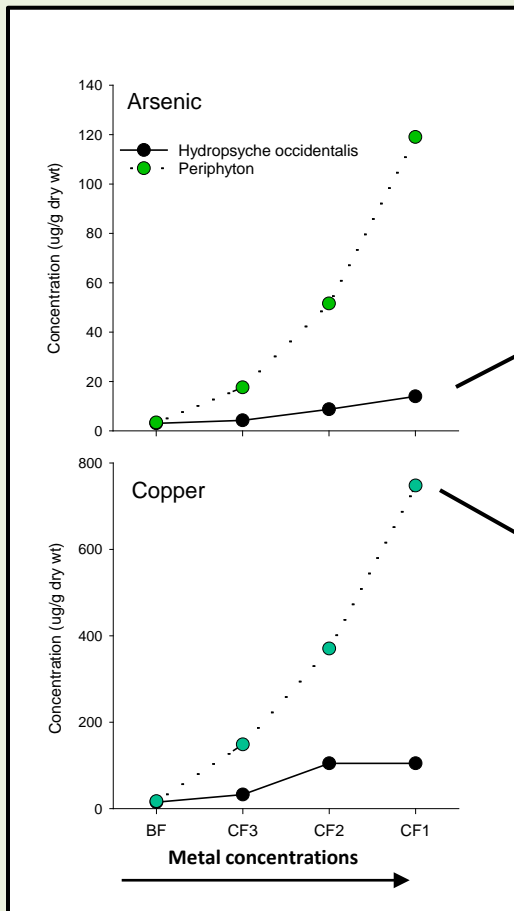 140
Arsenic
120
Hydropsyche occidentalis
Periphyton
100
80
60
40
20
0
Concentration (ug/g dry wt)
800
Copper
600
400
200
0
Concentration (ug/g dry wt)
BF CF3 CF2 CF1
Metal concentrations